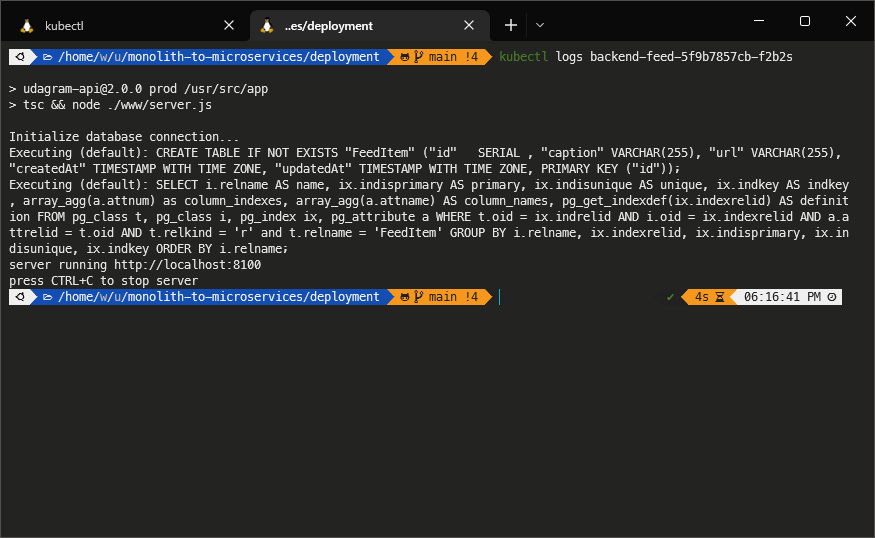 kubectl
..es/deployment
/home/w/u/monolith-to-microservices/deployment main !4 kubectl logs backend-feed-5f9b7857cb-f2b2s
> udagram-api@2.0.0 prod /usr/src/app
> tsc && node ./www/server.js
Initialize database connection...
Executing (default): CREATE TABLE IF NOT EXISTS "FeedItem" ("id"   SERIAL , "caption" VARCHAR(255), "url" VARCHAR(255),
"createdAt" TIMESTAMP WITH TIME ZONE, "updatedAt" TIMESTAMP WITH TIME ZONE, PRIMARY KEY ("id"));
Executing (default): SELECT i.relname AS name, ix.indisprimary AS primary, ix.indisunique AS unique, ix.indkey AS indkey
, array_agg(a.attnum) as column_indexes, array_agg(a.attname) AS column_names, pg_get_indexdef(ix.indexrelid) AS definit
ion FROM pg_class t, pg_class i, pg_index ix, pg_attribute a WHERE t.oid = ix.indrelid AND i.oid = ix.indexrelid AND a.a
ttrelid = t.oid AND t.relkind = 'r' and t.relname = 'FeedItem' GROUP BY i.relname, ix.indexrelid, ix.indisprimary, ix.in
disunique, ix.indkey ORDER BY i.relname;
server running http://localhost:8100
press CTRL+C to stop server
/home/w/u/monolith-to-microservices/deployment main !4 ✔ 4s 06:16:41 PM